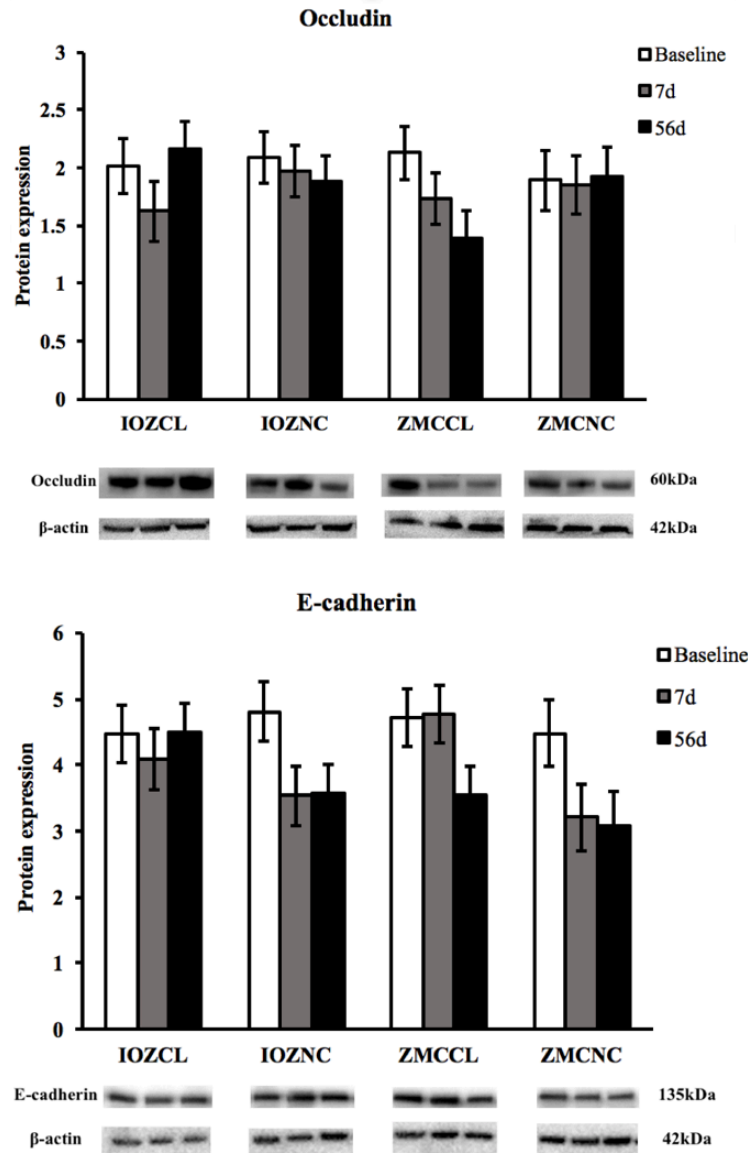 Occludin
3
2.5
2
1.5
1
0.5
0
Protein expression
Baseline
7d
56d
IOZCL IOZNC ZMCCL ZMCNC
Occludin 60kDa
β-actin 42kDa
E-cadherin
6
5
4
3
2
1
0
Protein expression
Baseline
7d
56d
IOZCL IOZNC ZMCCL ZMCNC
E-cadherin 135kDa
β-actin 42kDa